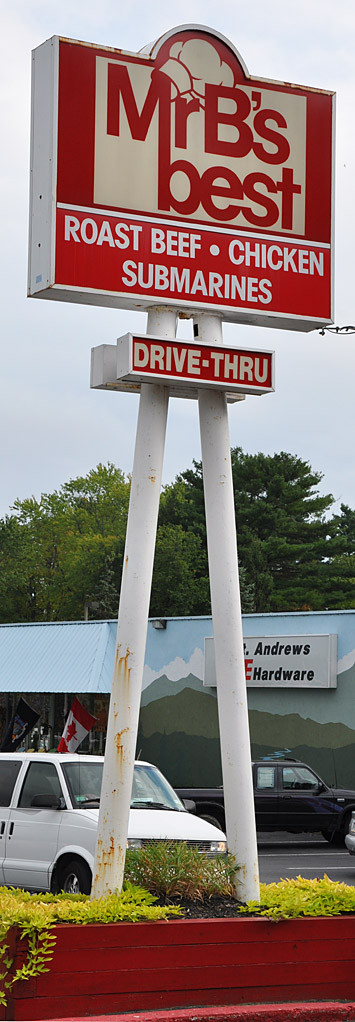 MrB's
best
ROAST BEEF • CHICKEN
SUBMARINES
DRIVE-THRU
Andrews
Hardware